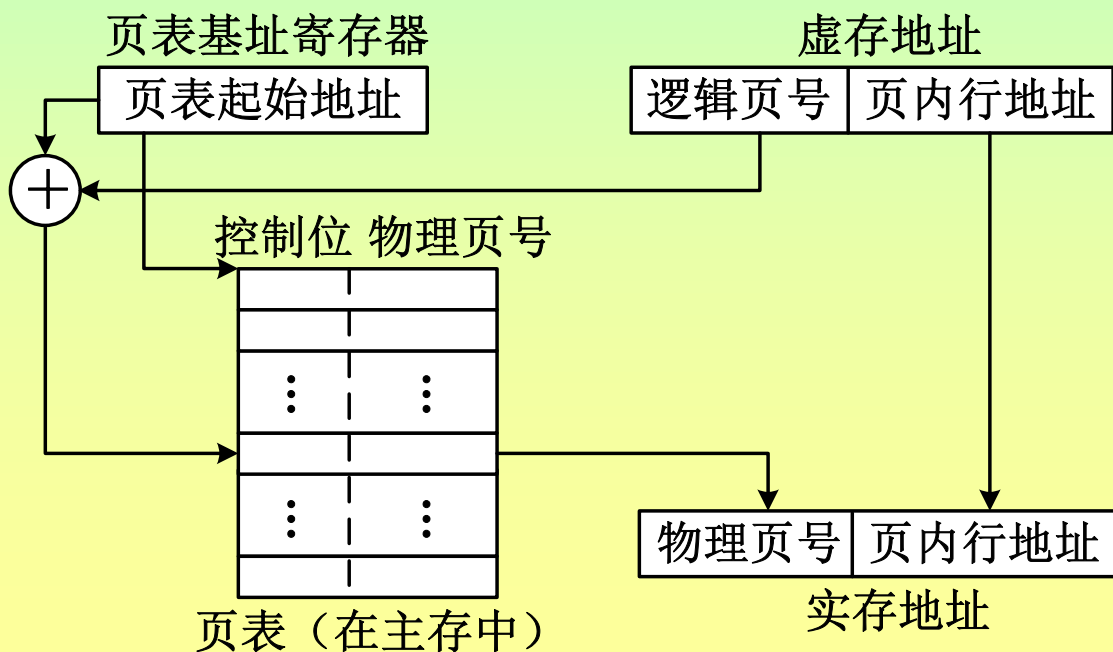 页表基址寄存器
虚存地址
页表起始地址
逻辑页号 页内行地址
控制位 物理页号
物理页号 页内行地址
实存地址
页表（在主存中）